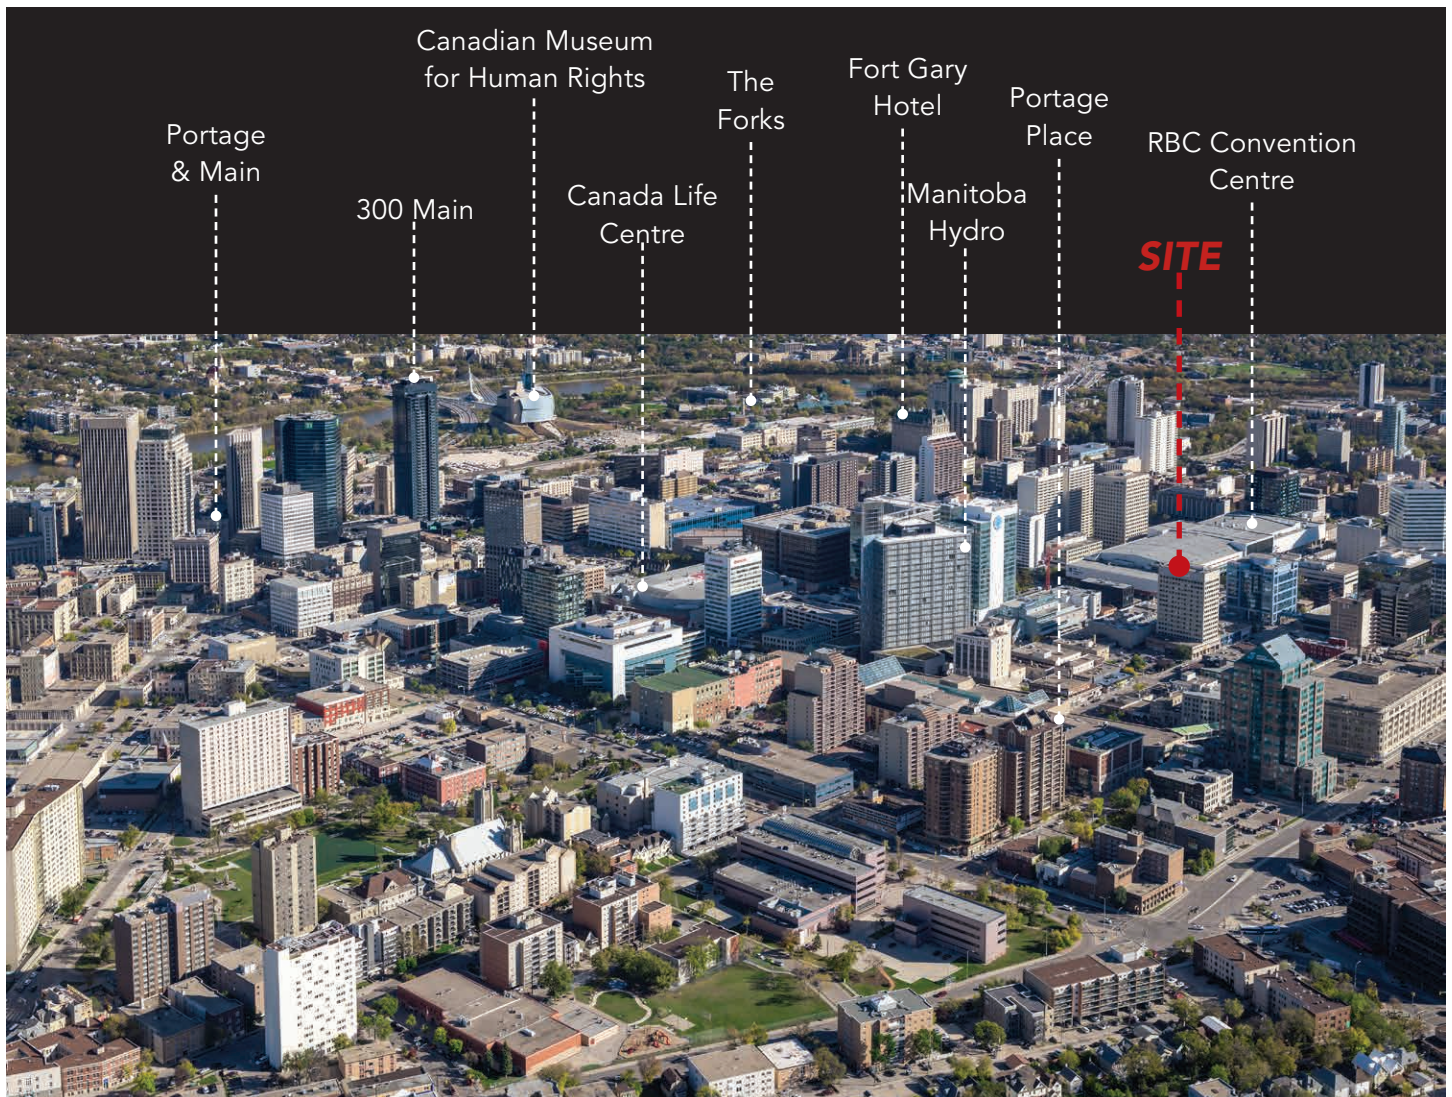 Canadian Museum
for Human Rights
The
Forks
Fort Gary
Hotel
Portage
Place
Portage
& Main
RBC Convention
Centre
300 Main
Canada Life
Centre
Manitoba
Hydro
SITE